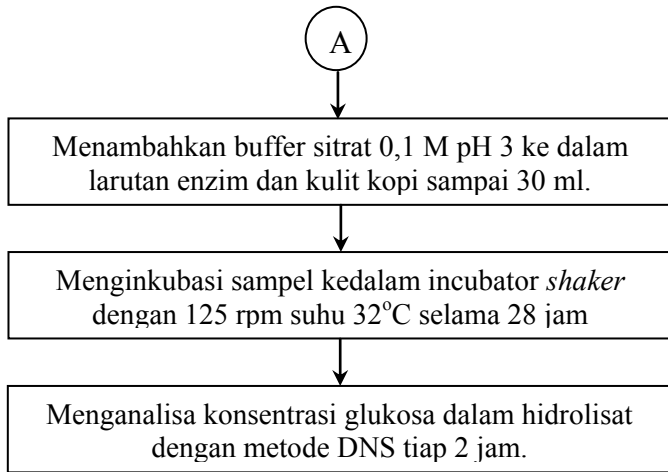 A
Menambahkan buffer sitrat 0,1 M pH 3 ke dalam
larutan enzim dan kulit kopi sampai 30 ml.
Menginkubasi sampel kedalam incubator shaker
dengan 125 rpm suhu 32°C selama 28 jam
Menganalisa konsentrasi glukosa dalam hidrolisat
dengan metode DNS tiap 2 jam.